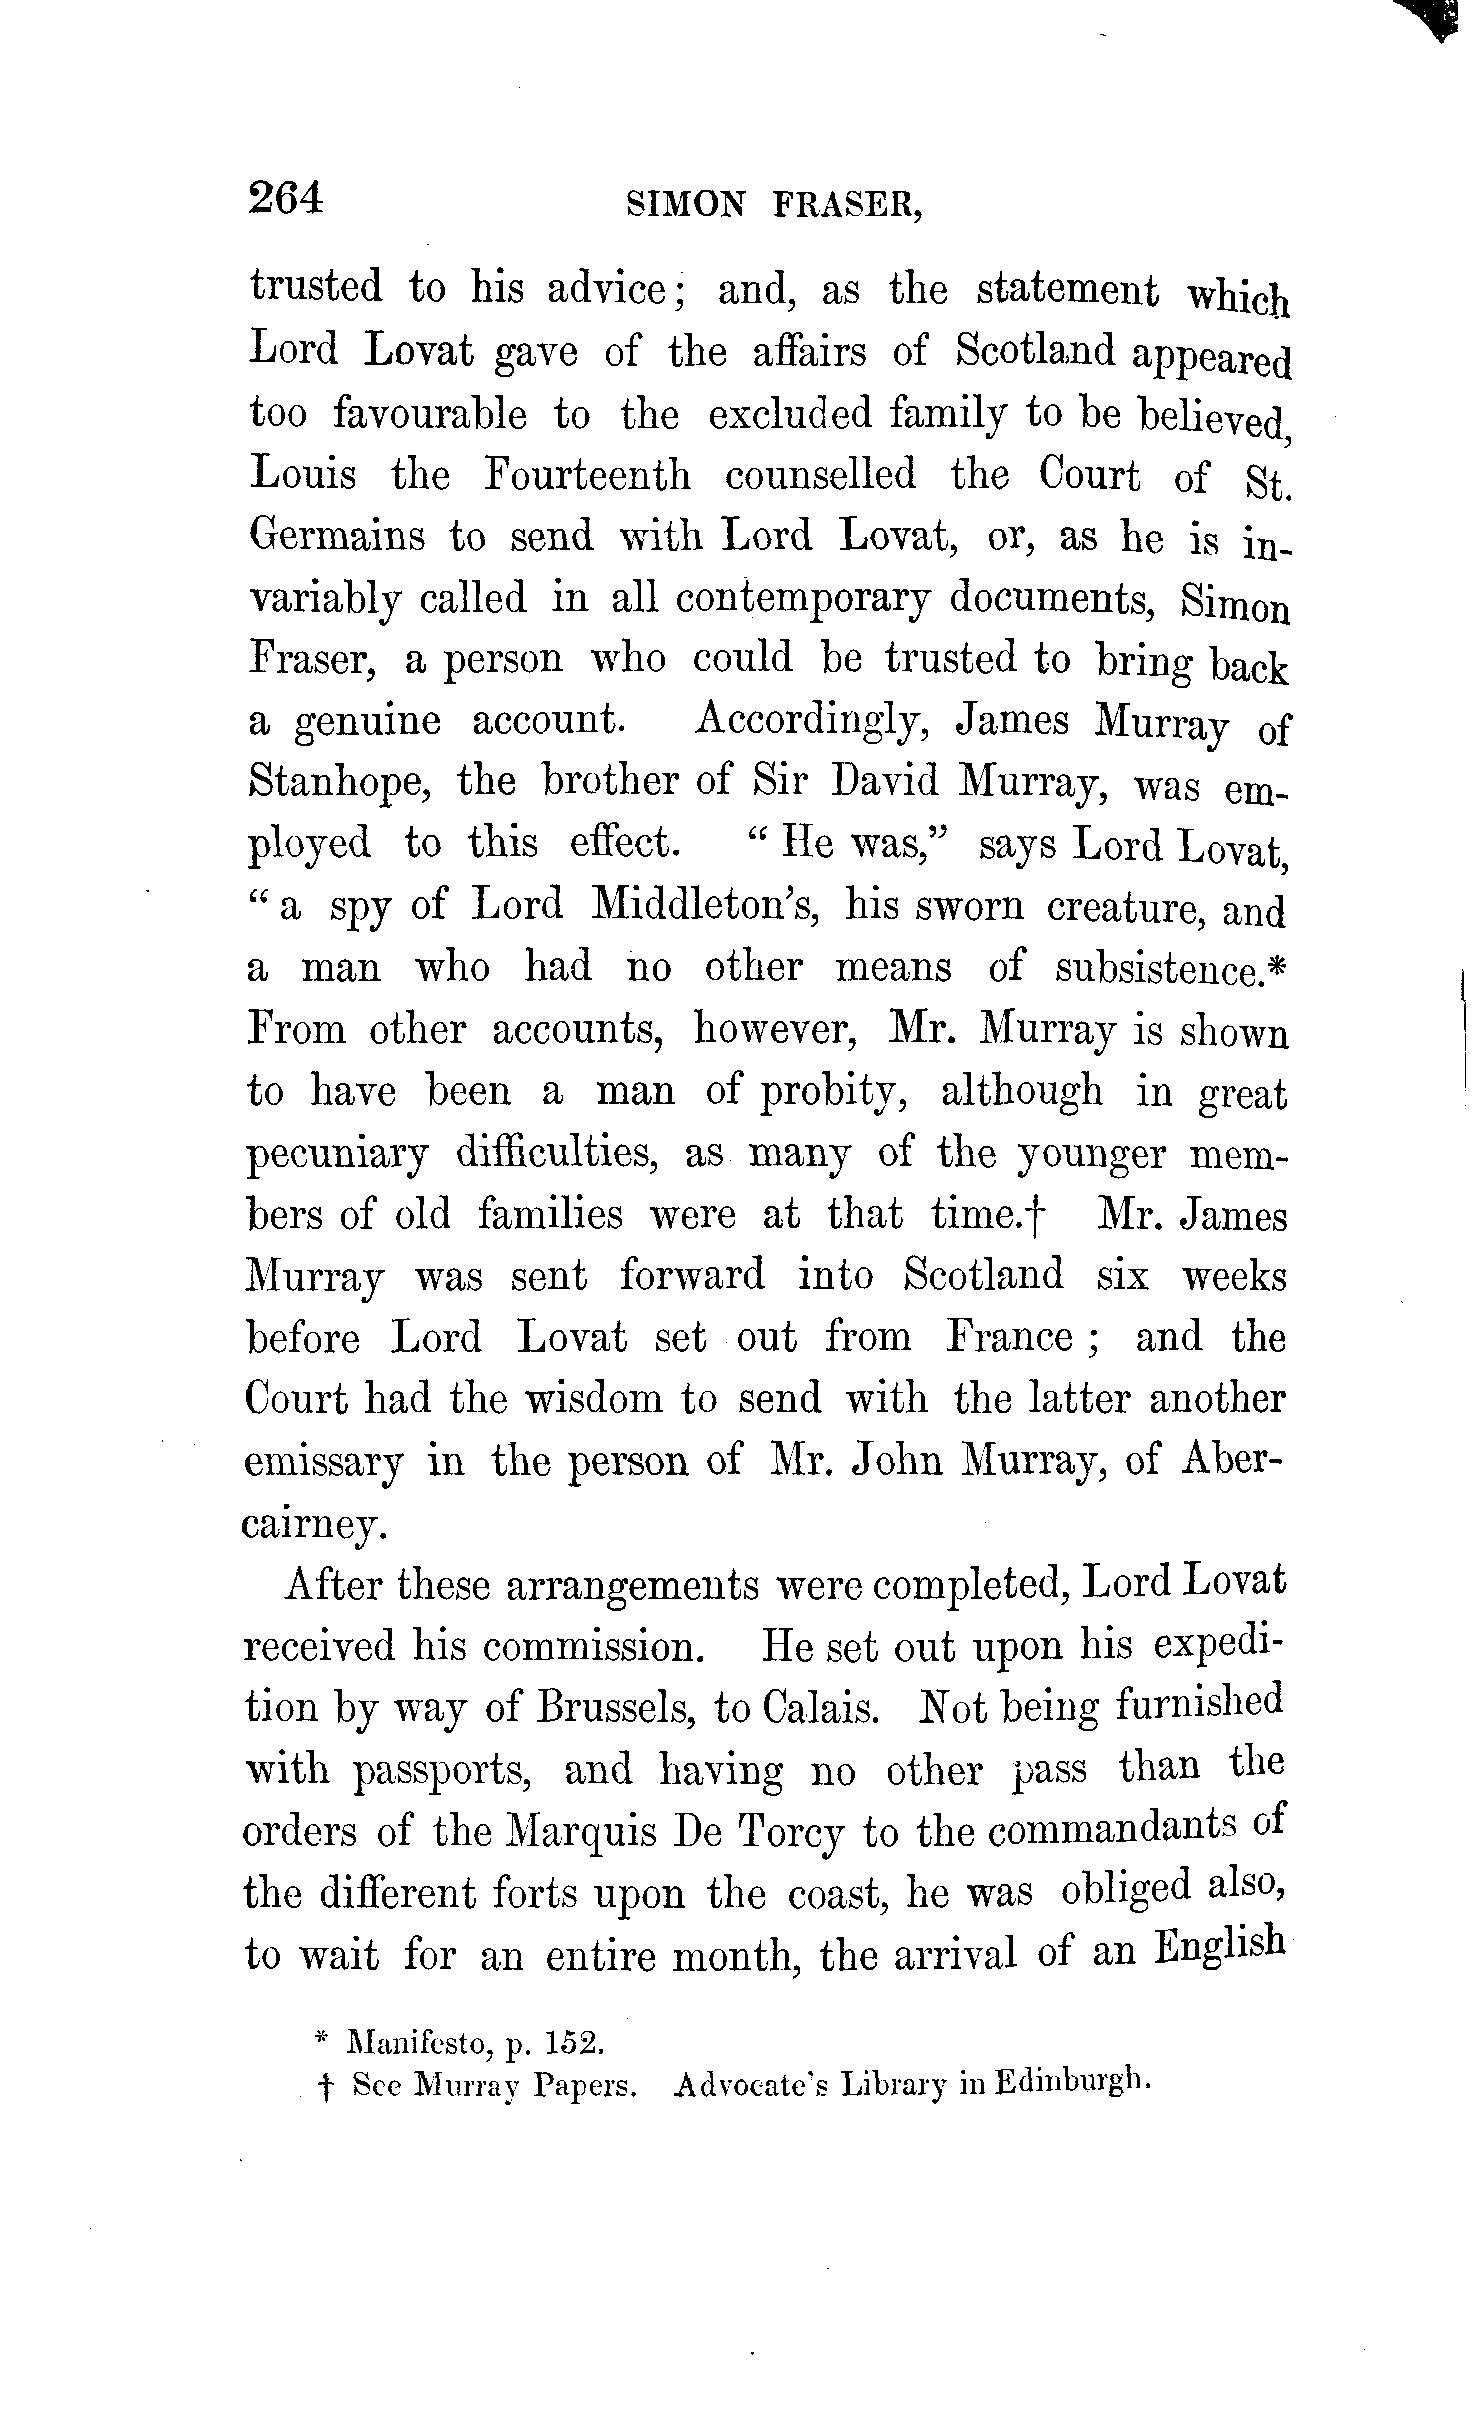 264 SIMON FRASER,
trusted to his advice; and, as the statement which
Lord Lovat gave of the affairs of Scotland appeared
too favourable to the excluded family to be believed,
Louis the Fourteenth counselled the Court of St.
Germains to send with Lord Lovat, or, as he is in-
variably called in all contemporary documents, Simon
Fraser, a person who could be trusted to bring back
a genuine account. Accordingly, James Murray of
Stanhope, the brother of Sir David Murray, was em-
ployed to this effect. “ He was,” says Lord Lovat,
“ a spy of Lord Middleton's, his sworn creature, and
a man who had no other means of subsistence.*
From other accounts, however, Mr. Murray is shown
to have been a man of probity, although in great
pecuniary difficulties, as many of the younger mem-
bers of old families were at that time.† Mr. James
Murray was sent forward into Scotland six weeks
before Lord Lovat set out from France ; and the
Court had the wisdom to send with the latter another
emissary in the person of Mr. John Murray, of Aber-
cairney.
After these arrangements were completed, Lord Lovat
received his commission. He set out upon his expedi-
tion by way of Brussels, to Calais. Not being furnished
with passports, and having no other pass than the
orders of the Marquis De Torcy to the commandants of
the different forts upon the coast, he was obliged also,
to wait for an entire month, the arrival of an English
* Manifesto, p. 152.
† See Murray Papers. Advocate's Library in Edinburgh.